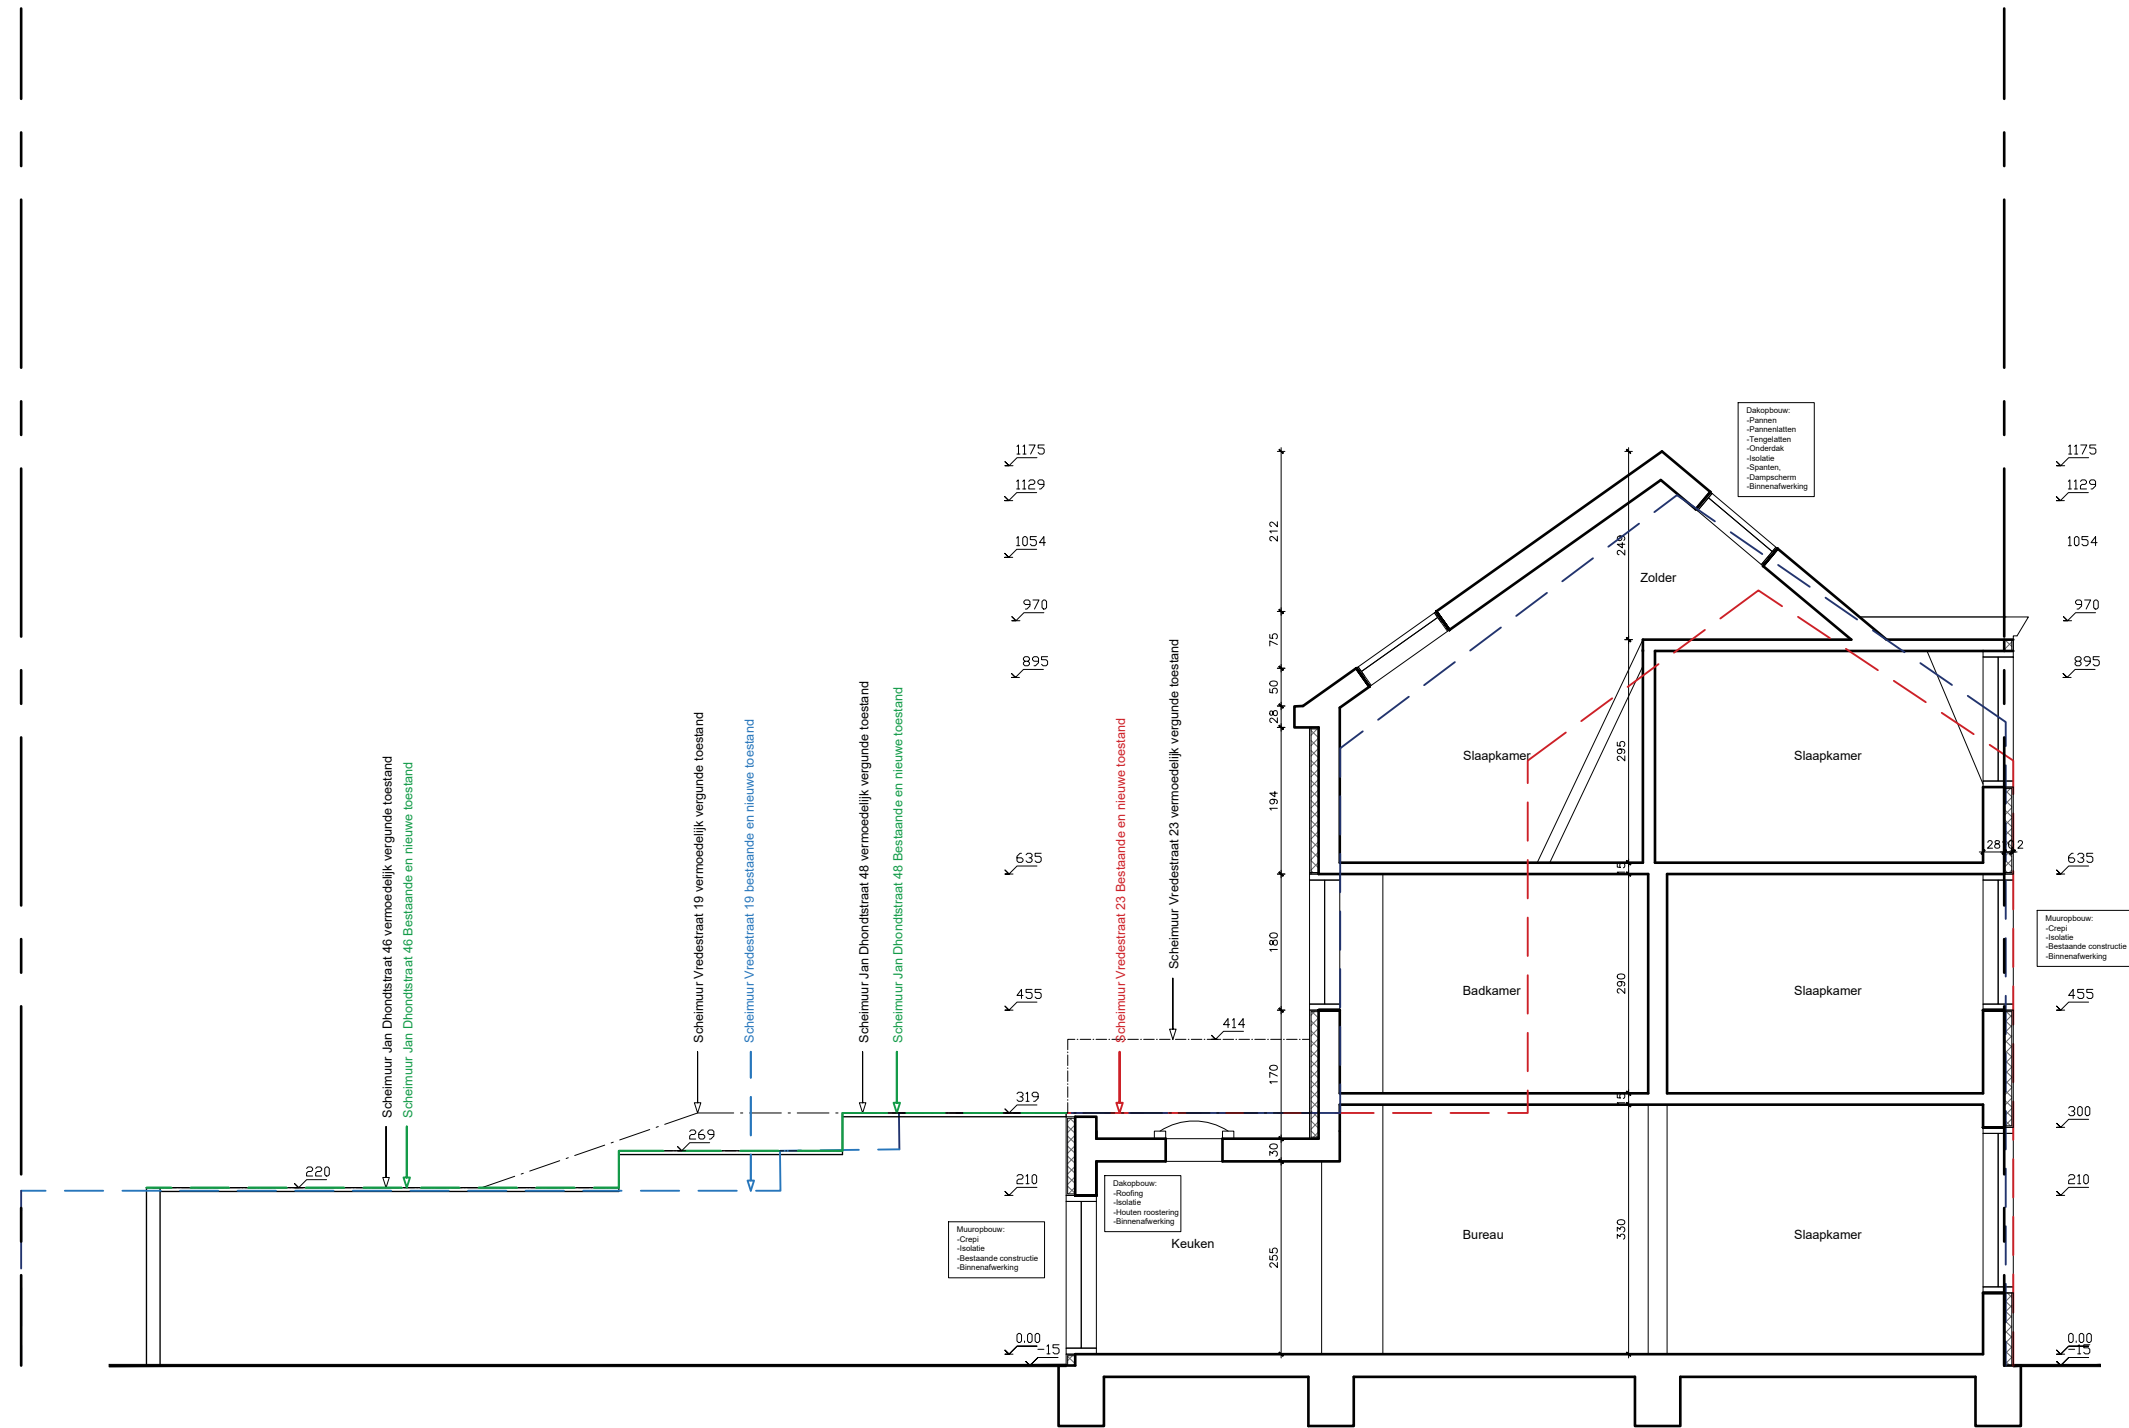 Dakopbouw:
-Pannen
-Pannenlatten
-Tengelatten
-Onderdak
-Isolatie
-Spanten,
-Dampscherm
-Binnenafwerking
1175
1129
1054
970
895
635
455
319
210
0.00
-15
1175
1129
1054
970
895
635
455
300
210
0.00
-15
212
75
50
28
194
180
170
30
255
249
295
15
290
15
330
Zolder
Slaapkamer
Slaapkamer
Badkamer
Slaapkamer
Keuken
Bureau
Slaapkamer
Scheimuur Jan Dhondtstraat 46 vermoedelijk vergunde toestand
Scheimuur Jan Dhondtstraat 46 Bestaande en nieuwe toestand
Scheimuur Vredestraat 19 vermoedelijk vergunde toestand
Scheimuur Vredestraat 19 bestaande en nieuwe toestand
Scheimuur Jan Dhondtstraat 48 vermoedelijk vergunde toestand
Scheimuur Jan Dhondtstraat 48 Bestaande en nieuwe toestand
Scheimuur Vredestraat 23 Bestaande en nieuwe toestand
Scheimuur Vredestraat 23 vermoedelijk vergunde toestand
414
269
220
Muuropbouw:
-Crepi
-Isolatie
-Bestaande constructie
-Binnenafwerking
Dakopbouw:
-Roofing
-Isolatie
-Houten roostering
-Binnenafwerking
Muuropbouw:
-Crepi
-Isolatie
-Bestaande constructie
-Binnenafwerking